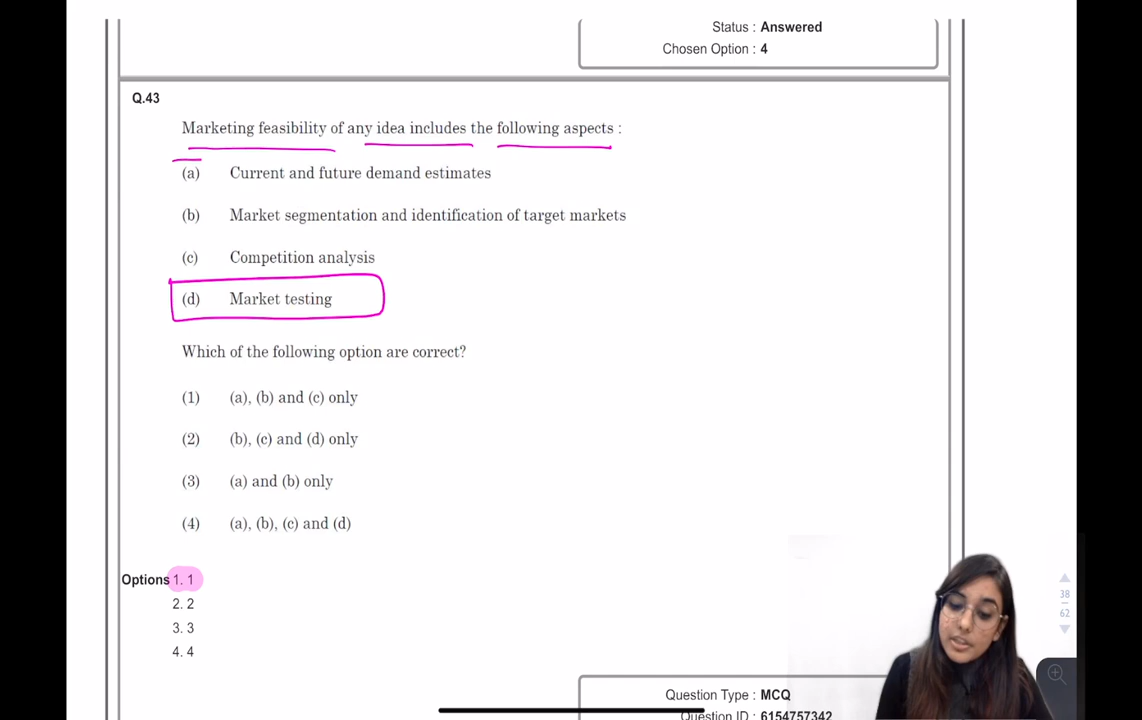 Status : Answered
Chosen Option : 4
Q.43
Marketing feasibility of any idea includes the following aspects :
(a) Current and future demand estimates
(b) Market segmentation and identification of target markets
(c) Competition analysis
(d) Market testing
Which of the following option are correct?
(1) (a), (b) and (c) only
(2) (b), (c) and (d) only
(3) (a) and (b) only
(4) (a), (b), (c) and (d)
Options 1. 1
2. 2
3. 3
4. 4
38
62
Question Type : MCQ
Question ID : 6154757342